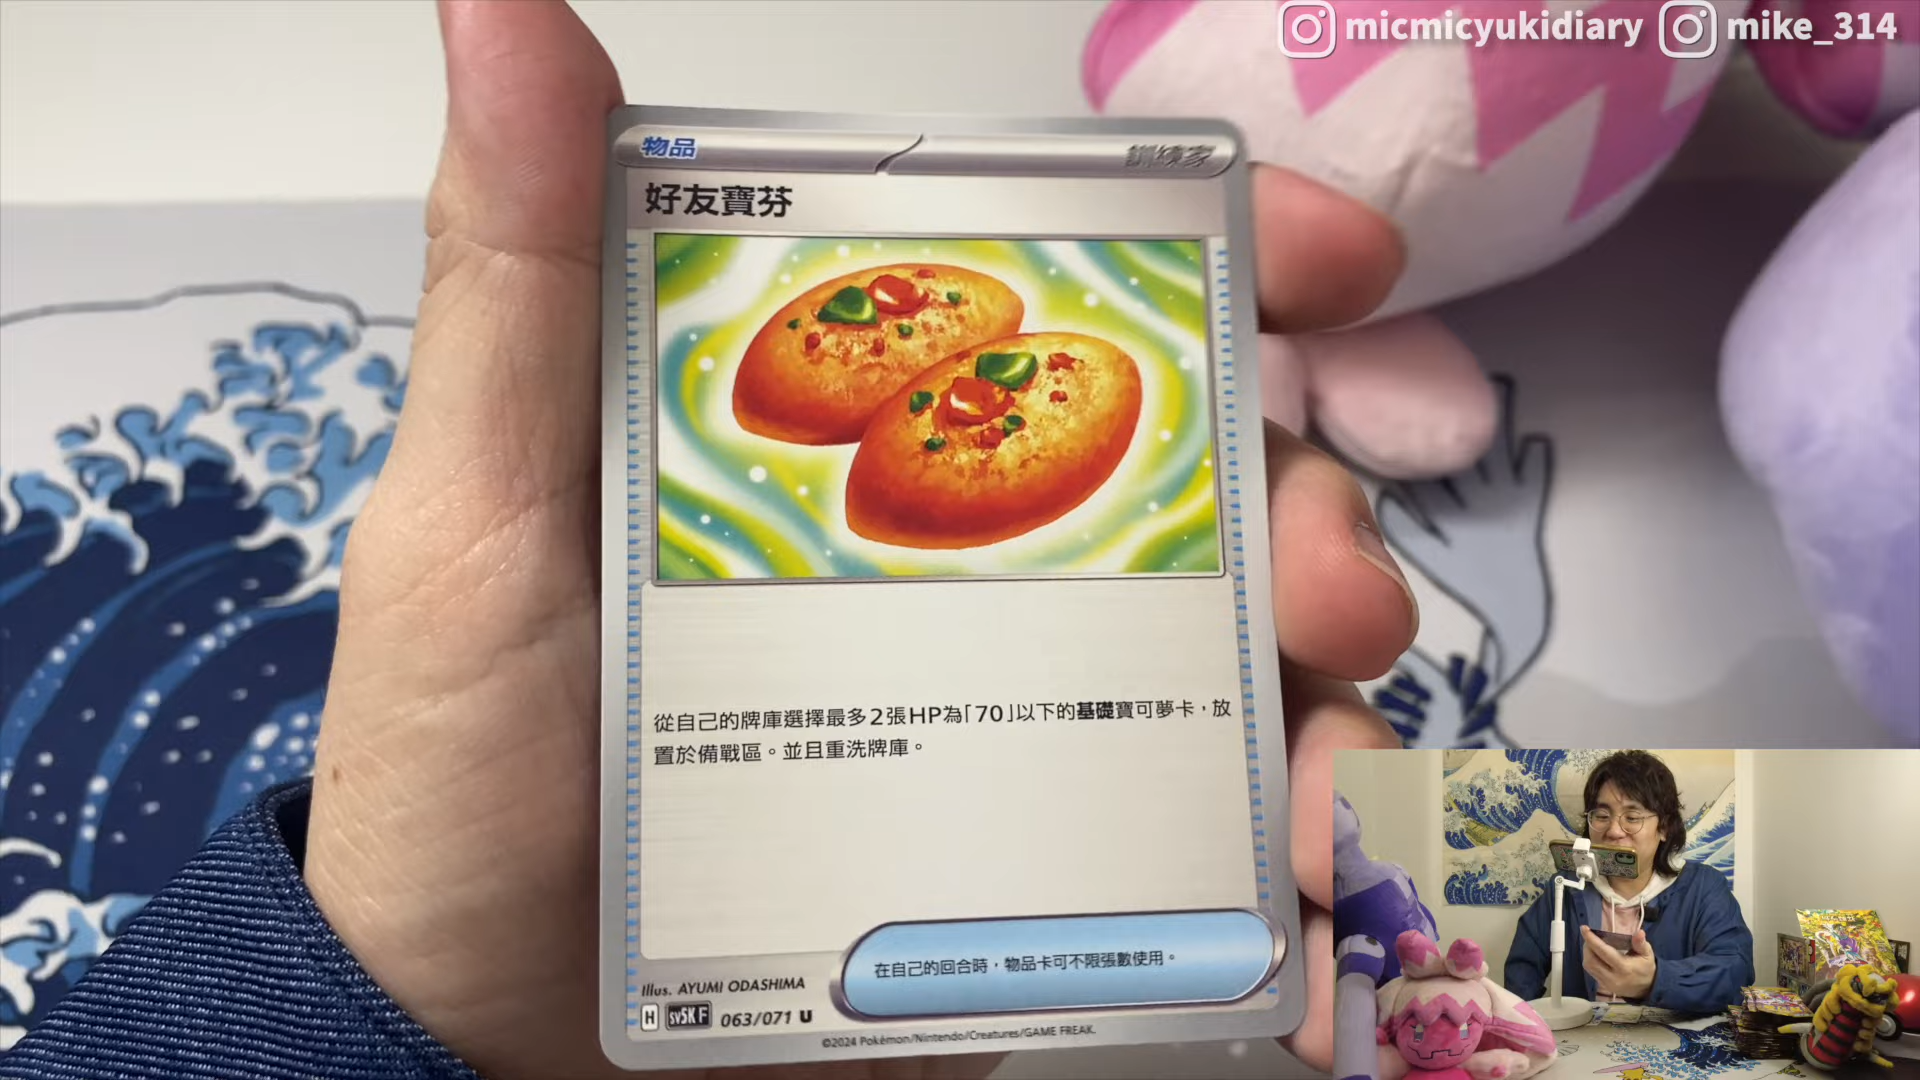 micmicyukidiary mike_314
物品
訓練家
好友寶芬
從自己的牌庫選擇最多2張HP為「70」以下的基礎寶可夢卡，放
置於備戰區。並且重洗牌庫。
在自己的回合時，物品卡可不限張數使用。
Illus. AYUMI ODASHIMA
H SV5K F 063/071 U
©2024 Pokémon/Nintendo/Creatures/GAME FREAK.